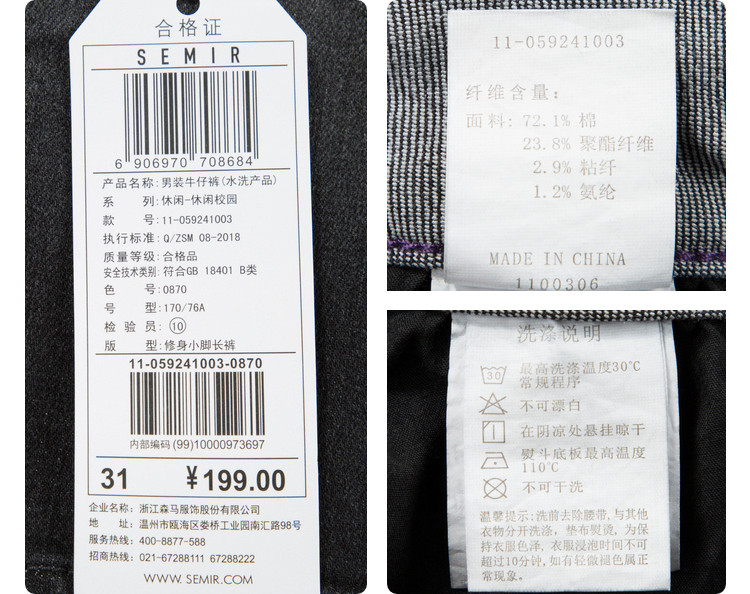 合格证
SEMIR
6 906970 708684
产品名称: 男装牛仔裤(水洗产品)
系 列: 休闲-休闲校园
款 号: 11-059241003
执行标准: Q/ZSM 08-2018
质量等级: 合格品
安全技术类别: 符合GB 18401 B类
色 号: 0870
号 型: 170/76A
检 验 员: ⑩
版 型: 修身小脚长裤
11-059241003-0870
内部编码 (99)10000973697
31 ¥199.00
企业名称: 浙江森马服饰股份有限公司
地 址: 温州市瓯海区娄桥工业园南汇路98号
服务热线: 400-8877-588
招商热线: 021-67288111 67288222
WWW. SEMIR.COM
11-059241003
纤维含量:
面料: 72.1% 棉
23.8% 聚酯纤维
2.9% 粘纤
1.2% 氨纶
MADE IN CHINA
1100306
洗涤说明
30
最高洗涤温度30℃
常规程序
不可漂白
在阴凉处悬挂晾干
熨斗底板最高温度
110℃
不可干洗
温馨提示: 洗前去除腰带, 与其他
衣物分开洗涤, 垫布熨烫, 为保
持衣服色泽, 衣服浸泡时间不可
超过10分钟, 如有轻微褪色属正
常现象。